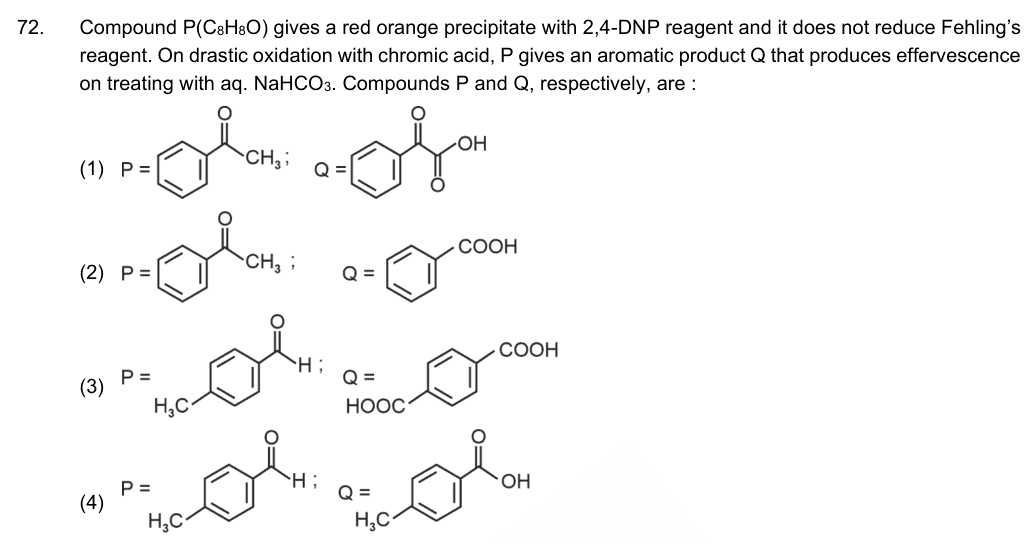 72. Compound P(C₈H₈O) gives a red orange precipitate with 2,4-DNP reagent and it does not reduce Fehling's
reagent. On drastic oxidation with chromic acid, P gives an aromatic product Q that produces effervescence
on treating with aq. NaHCO₃. Compounds P and Q, respectively, are :
O O
(1) P = CH₃; Q = OH
O
O
(2) P = CH₃ ; Q = COOH
O
(3) P = H ; Q = COOH
H₃C HOOC
O O
(4) P = H ; Q = OH
H₃C H₃C